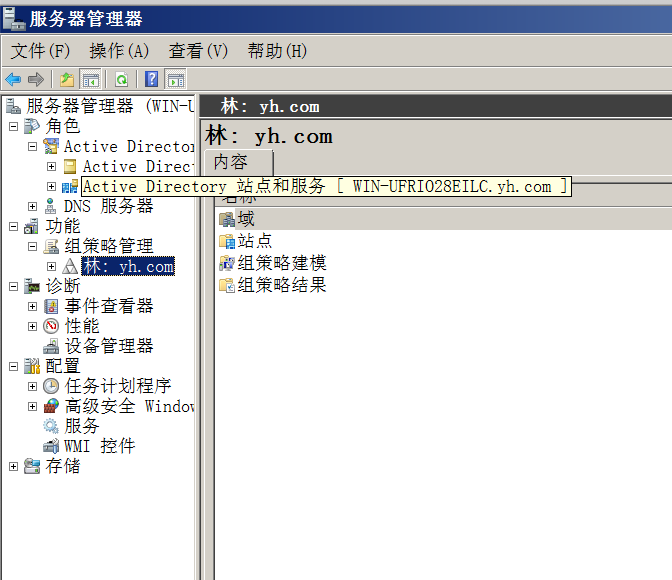 服务器管理器
文件(F) 操作(A) 查看(V) 帮助(H)
服务器管理器 (WIN-U
角色
Active Director
Active Direct
Active Directory 站点和服务 [ WIN-UFRIO28EILC.yh.com ]
DNS 服务器
功能
组策略管理
林: yh.com
诊断
事件查看器
性能
设备管理器
配置
任务计划程序
高级安全 Window
服务
WMI 控件
存储
林: yh.com
林: yh.com
内容
名称
域
站点
组策略建模
组策略结果